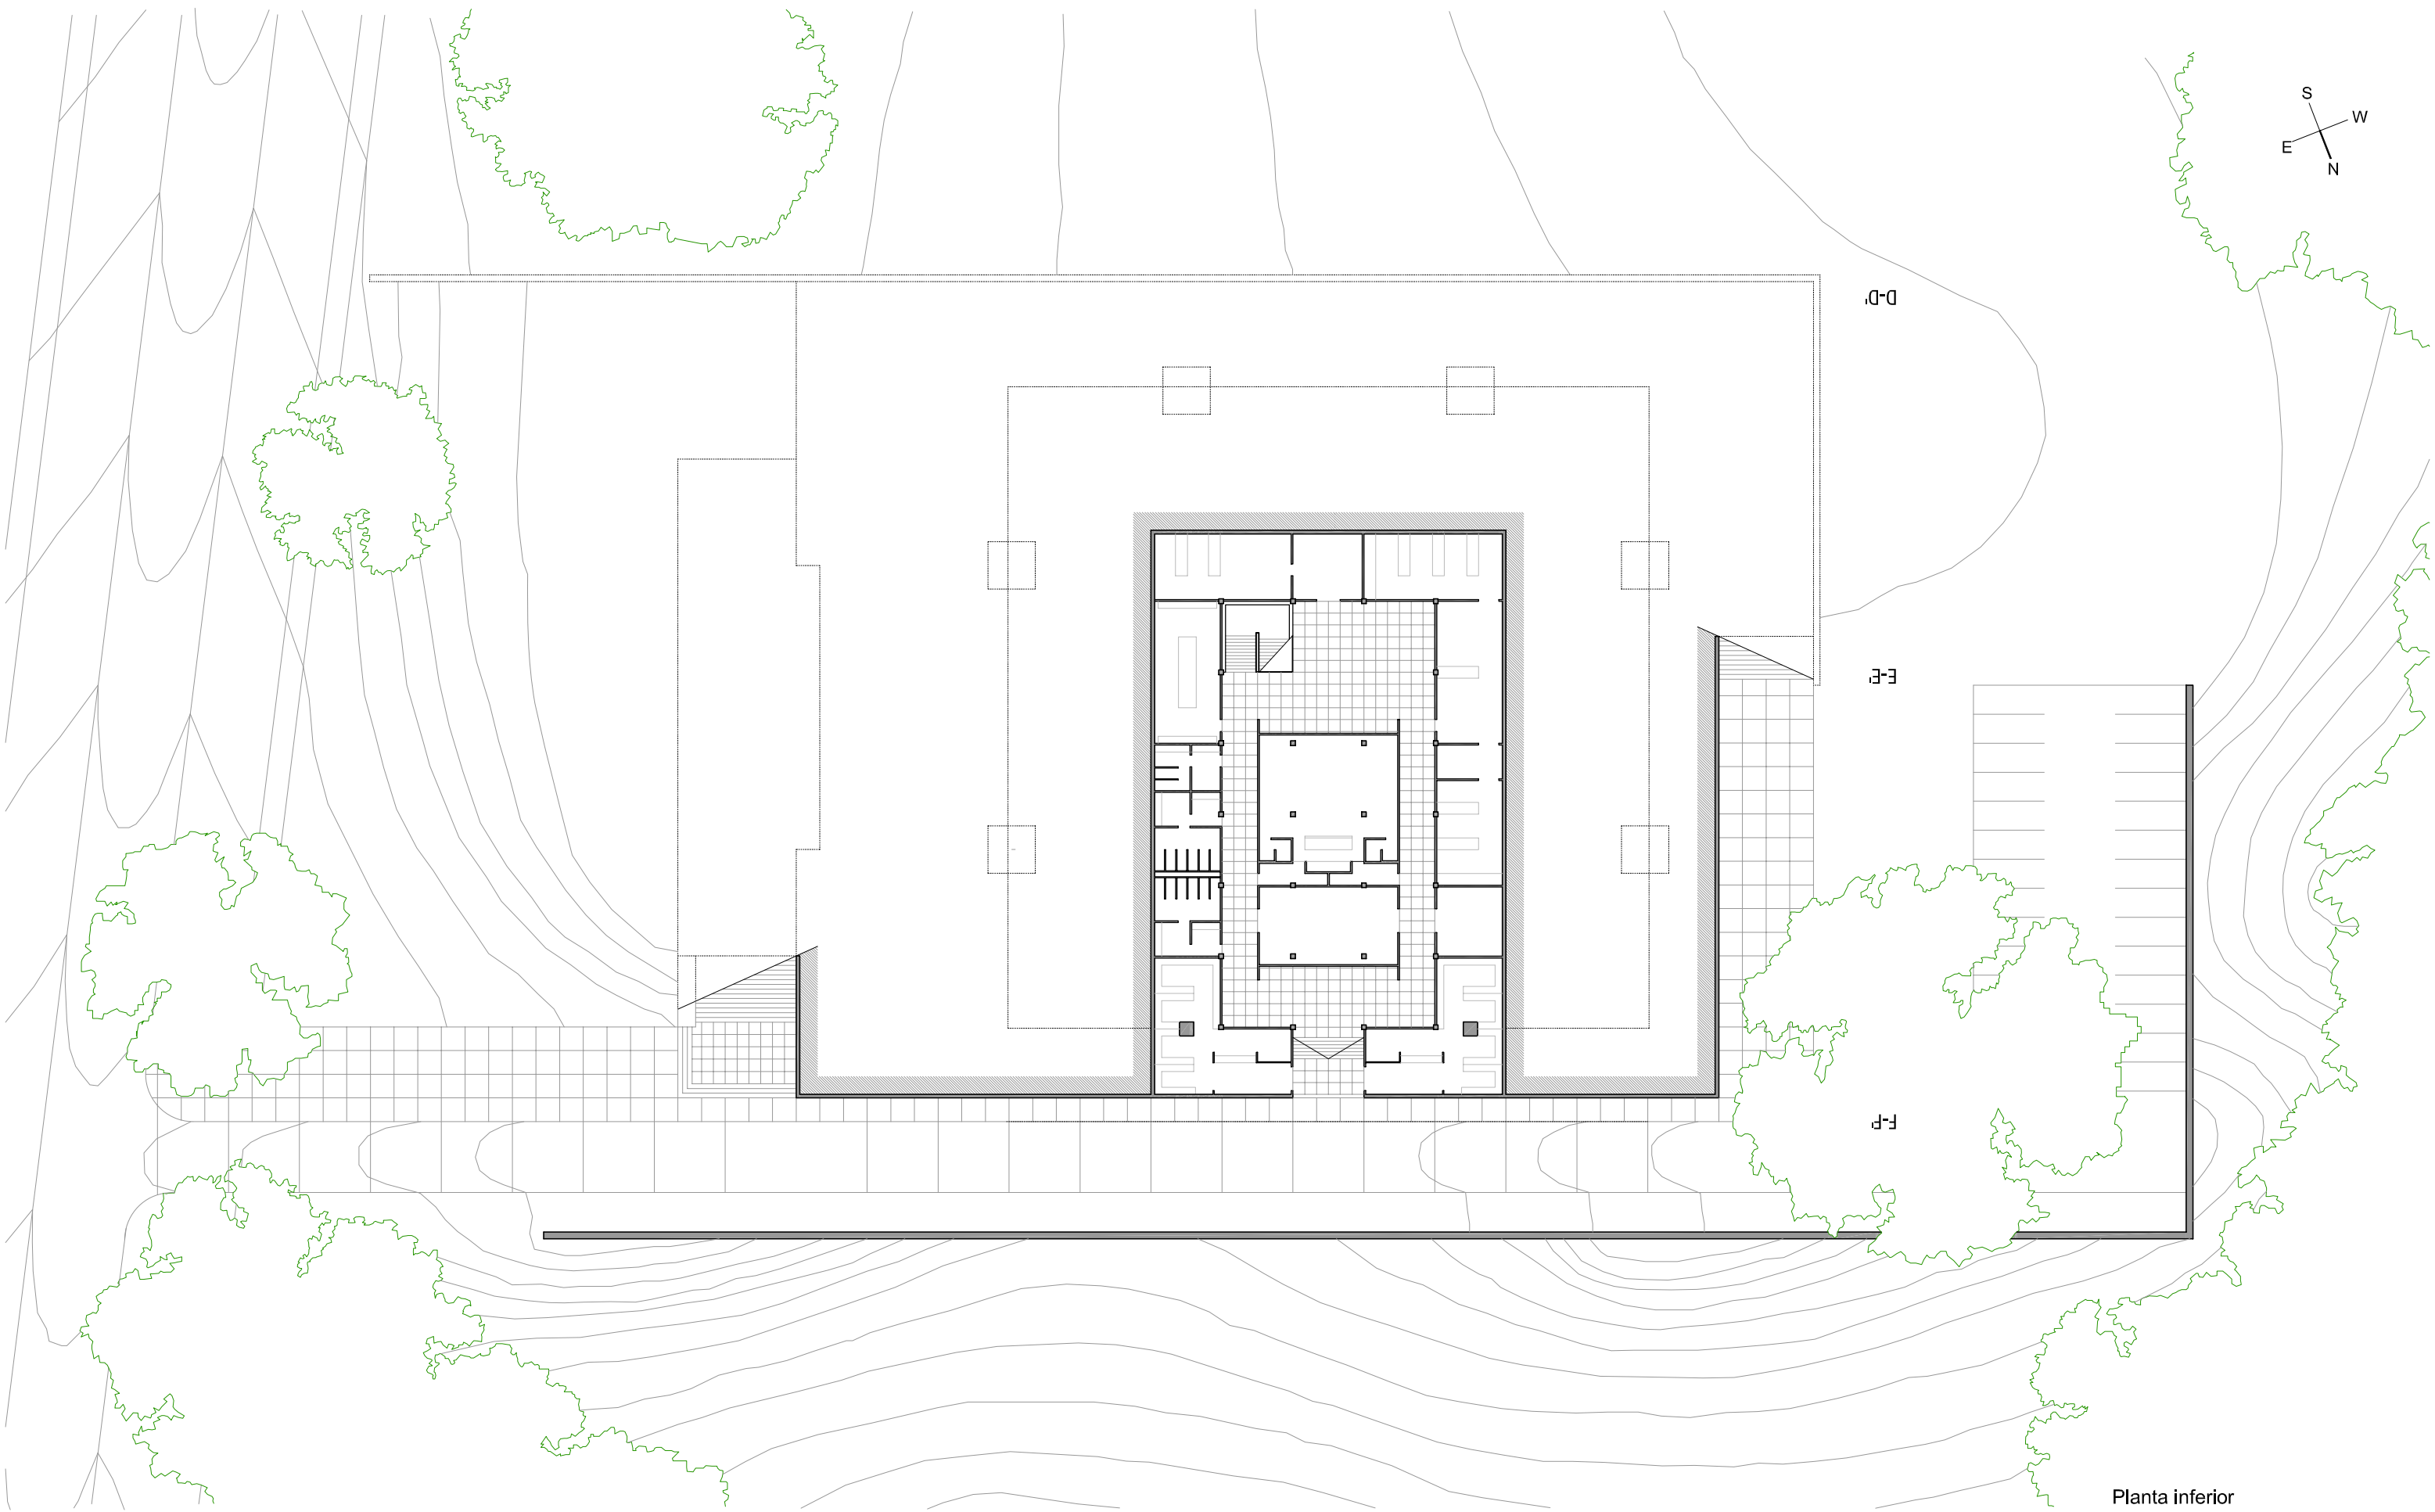 S
W
E
N
D-D'
E-E'
F-F'
Planta inferior